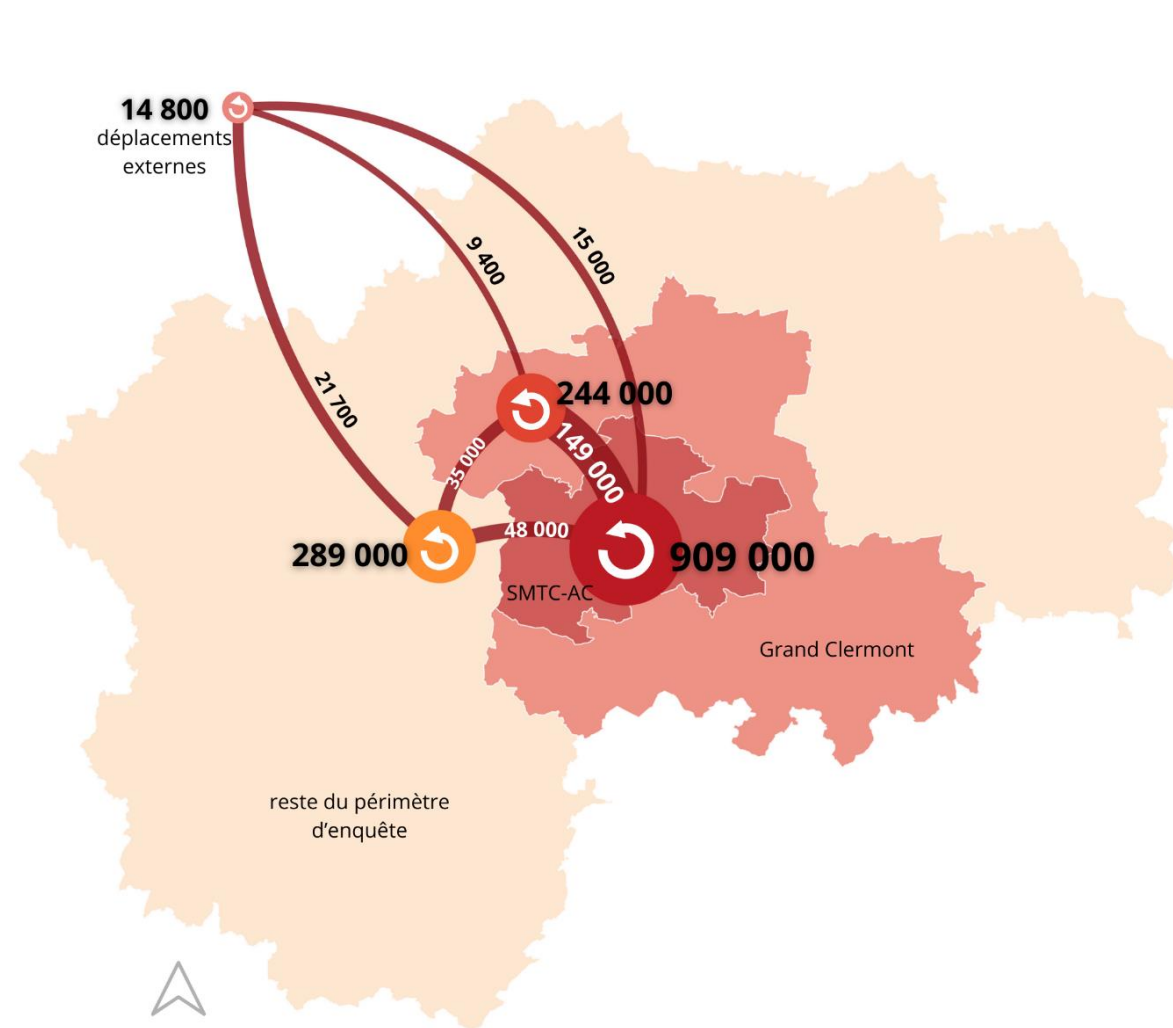 14 800
déplacements
externes
9 400
15 000
21 700
244 000
149 000
35 000
48 000
289 000
909 000
SMTC-AC
Grand Clermont
reste du périmètre
d’enquête